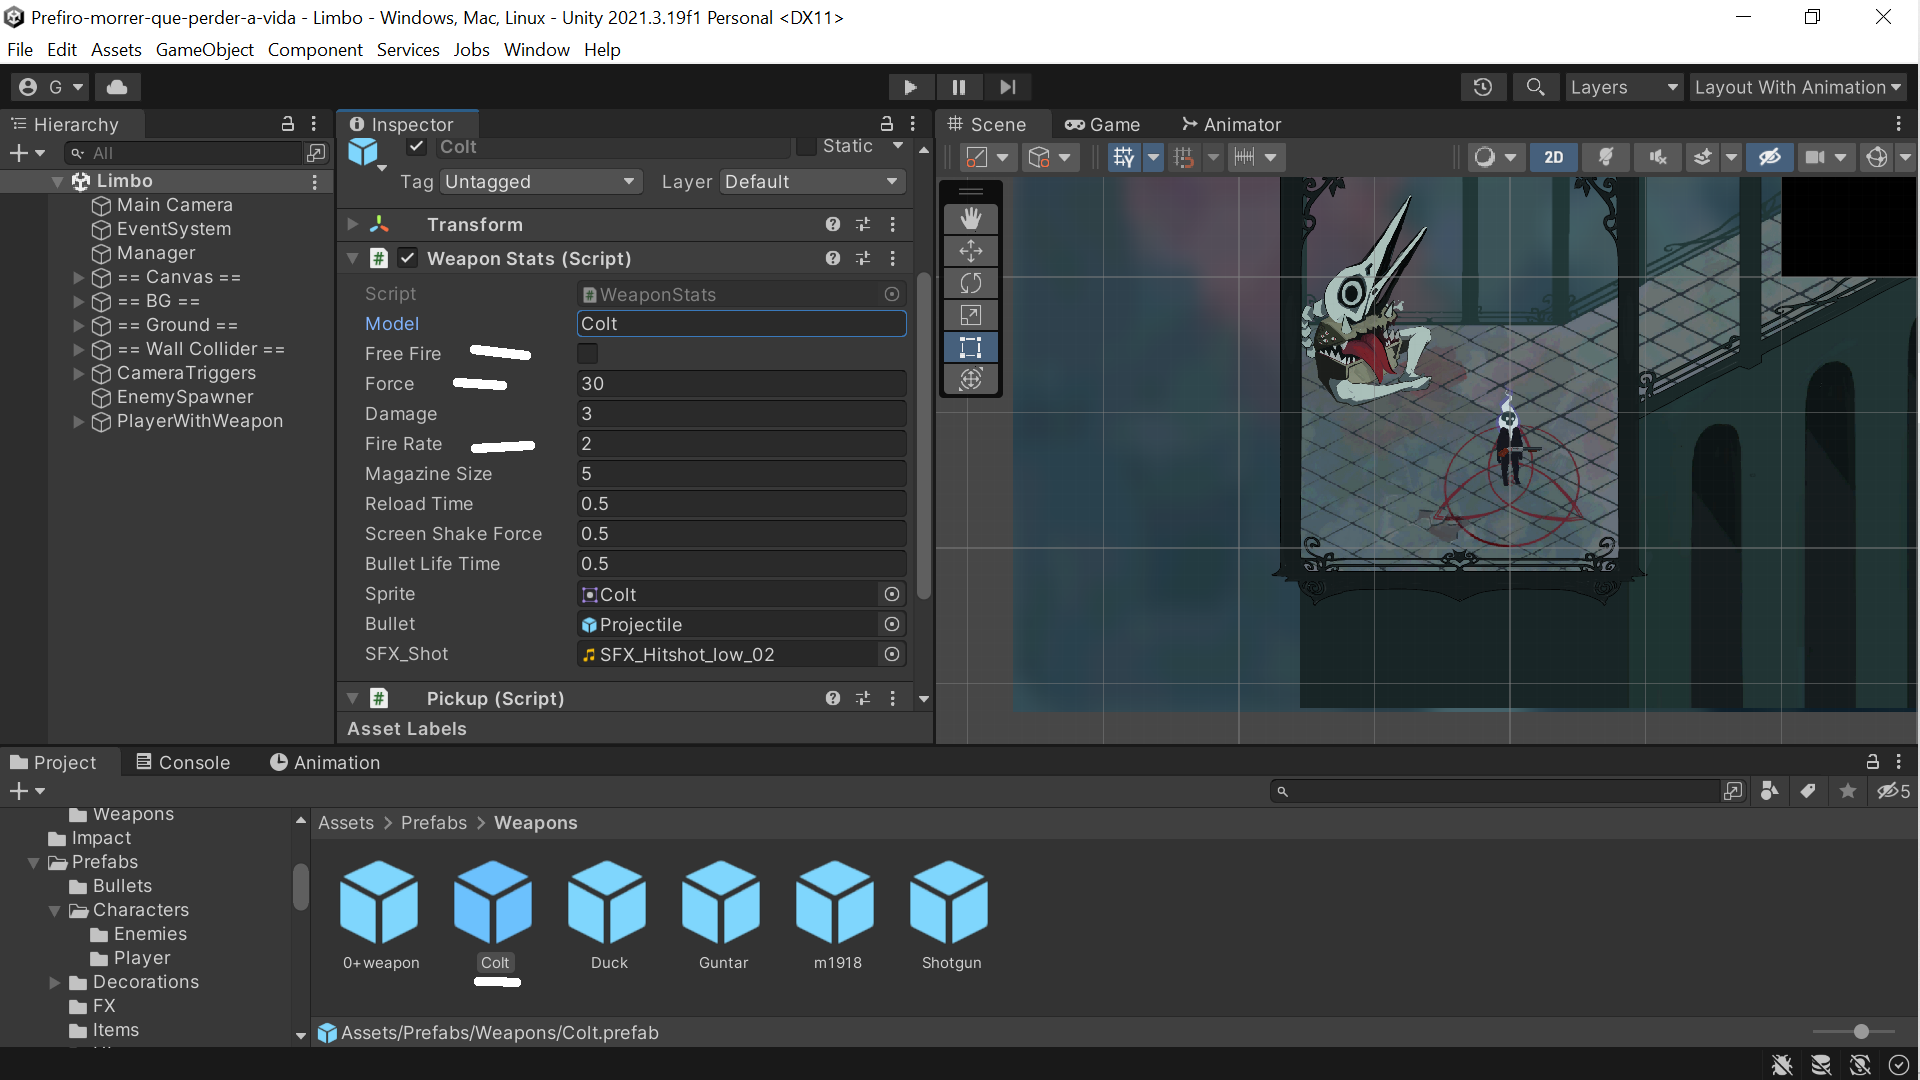 Prefiro-morrer-que-perder-a-vida - Limbo - Windows, Mac, Linux - Unity 2021.3.19f1 Personal <DX11>
File Edit Assets GameObject Component Services Jobs Window Help
G
Layers
Layout With Animation
Hierarchy
All
Limbo
Main Camera
EventSystem
Manager
== Canvas ==
== BG ==
== Ground ==
== Wall Collider ==
CameraTriggers
EnemySpawner
PlayerWithWeapon
Inspector
Colt
Static
Tag Untagged
Layer Default
Transform
Weapon Stats (Script)
Script WeaponStats
Model Colt
Free Fire
Force 30
Damage 3
Fire Rate 2
Magazine Size 5
Reload Time 0.5
Screen Shake Force 0.5
Bullet Life Time 0.5
Sprite Colt
Bullet Projectile
SFX_Shot SFX_Hitshot_low_02
Pickup (Script)
Asset Labels
Scene Game Animator
2D
Project Console Animation
5
Weapons
Impact
Prefabs
Bullets
Characters
Enemies
Player
Decorations
FX
Items
Assets > Prefabs > Weapons
0+weapon
Colt
Duck
Guntar
m1918
Shotgun
Assets/Prefabs/Weapons/Colt.prefab